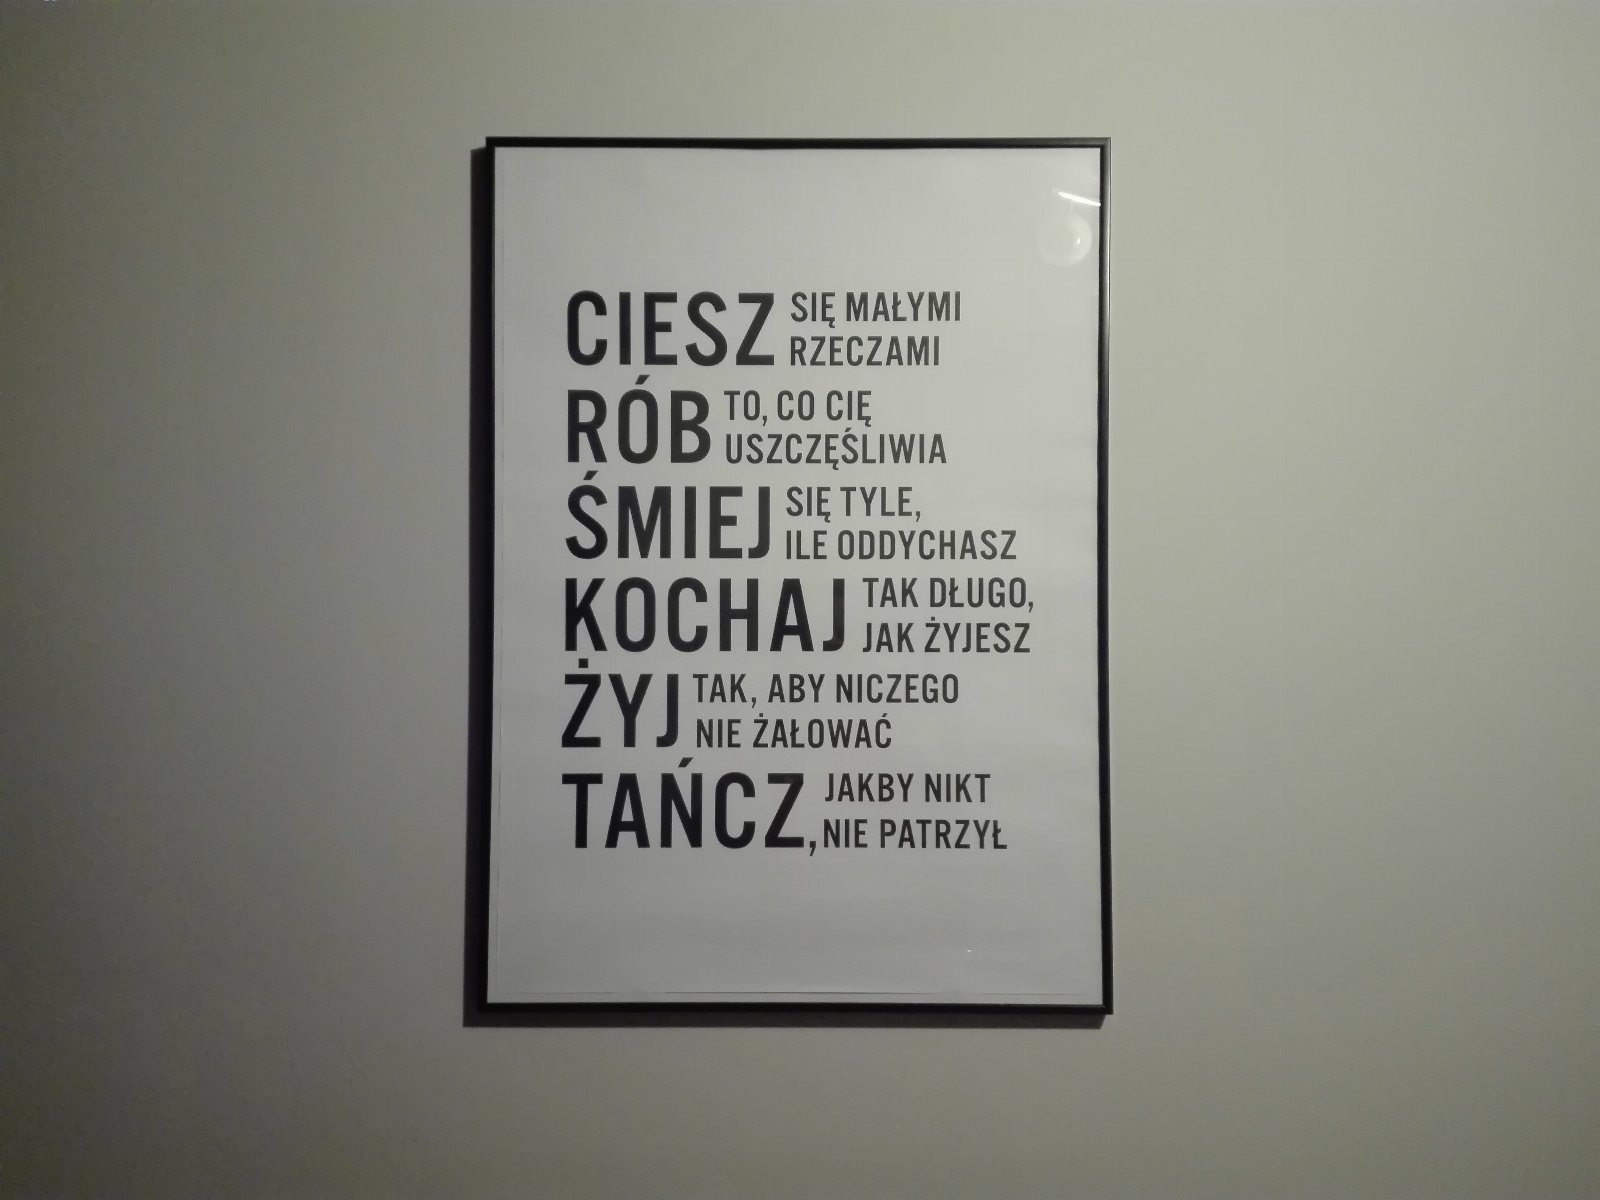 CIESZ SIĘ MAŁYMI
RZECZAMI
RÓB TO, CO CIĘ
USZCZĘŚLIWIA
ŚMIEJ SIĘ TYLE,
ILE ODDYCHASZ
KOCHAJ TAK DŁUGO,
JAK ŻYJESZ
ŻYJ TAK, ABY NICZEGO
NIE ŻAŁOWAĆ
TAŃCZ, JAKBY NIKT
NIE PATRZYŁ